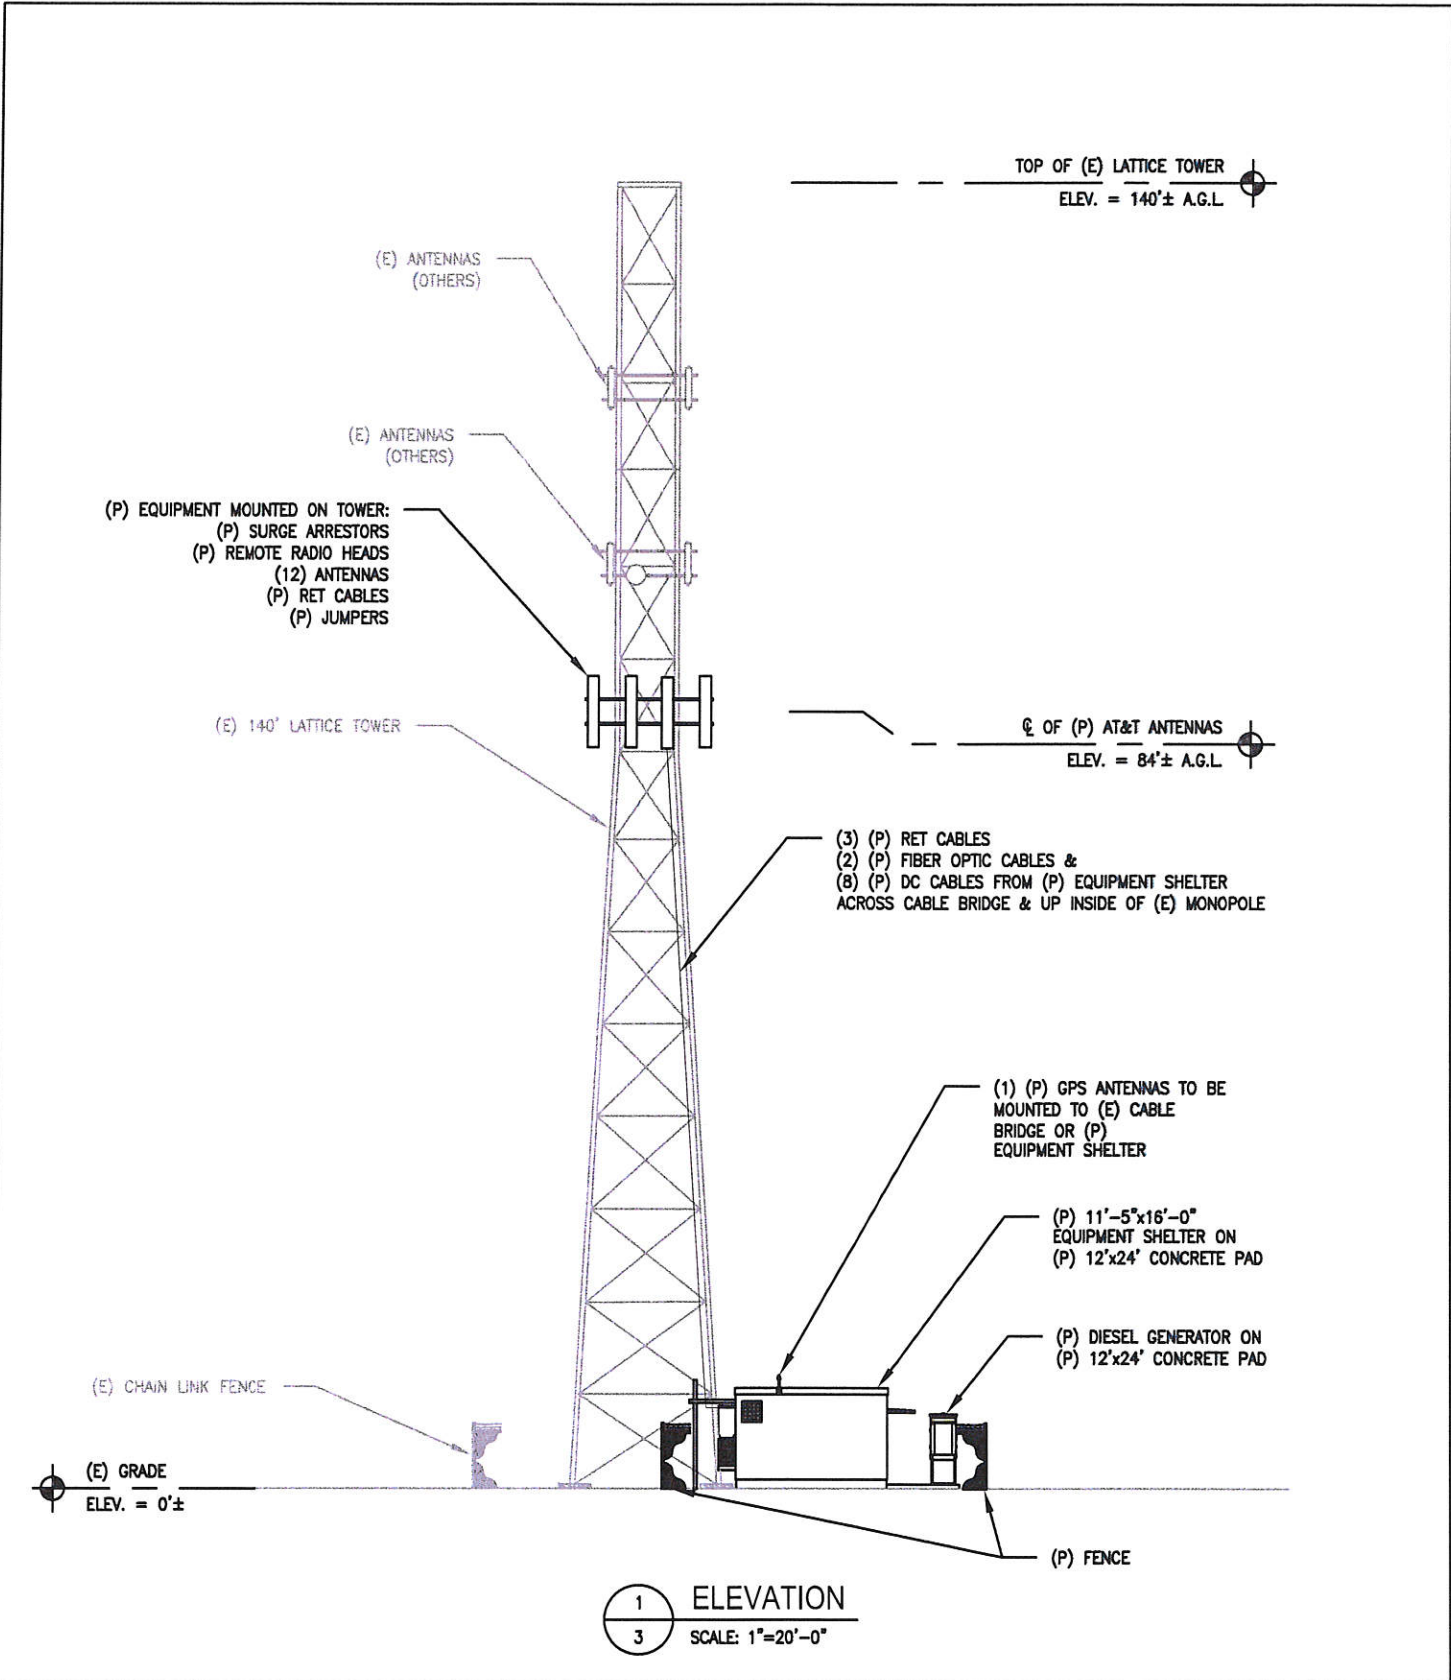 TOP OF (E) LATTICE TOWER
ELEV. = 140'± A.G.L.
(E) ANTENNAS
(OTHERS)
(E) ANTENNAS
(OTHERS)
(P) EQUIPMENT MOUNTED ON TOWER:
(P) SURGE ARRESTORS
(P) REMOTE RADIO HEADS
(12) ANTENNAS
(P) RET CABLES
(P) JUMPERS
(E) 140' LATTICE TOWER
℄ OF (P) AT&T ANTENNAS
ELEV. = 84'± A.G.L.
(3) (P) RET CABLES
(2) (P) FIBER OPTIC CABLES &
(8) (P) DC CABLES FROM (P) EQUIPMENT SHELTER
ACROSS CABLE BRIDGE & UP INSIDE OF (E) MONOPOLE
(1) (P) GPS ANTENNAS TO BE
MOUNTED TO (E) CABLE
BRIDGE OR (P)
EQUIPMENT SHELTER
(P) 11'-5"x16'-0"
EQUIPMENT SHELTER ON
(P) 12'x24' CONCRETE PAD
(P) DIESEL GENERATOR ON
(P) 12'x24' CONCRETE PAD
(E) CHAIN LINK FENCE
(E) GRADE
ELEV. = 0'±
(P) FENCE
1 ELEVATION
3 SCALE: 1"=20'-0"